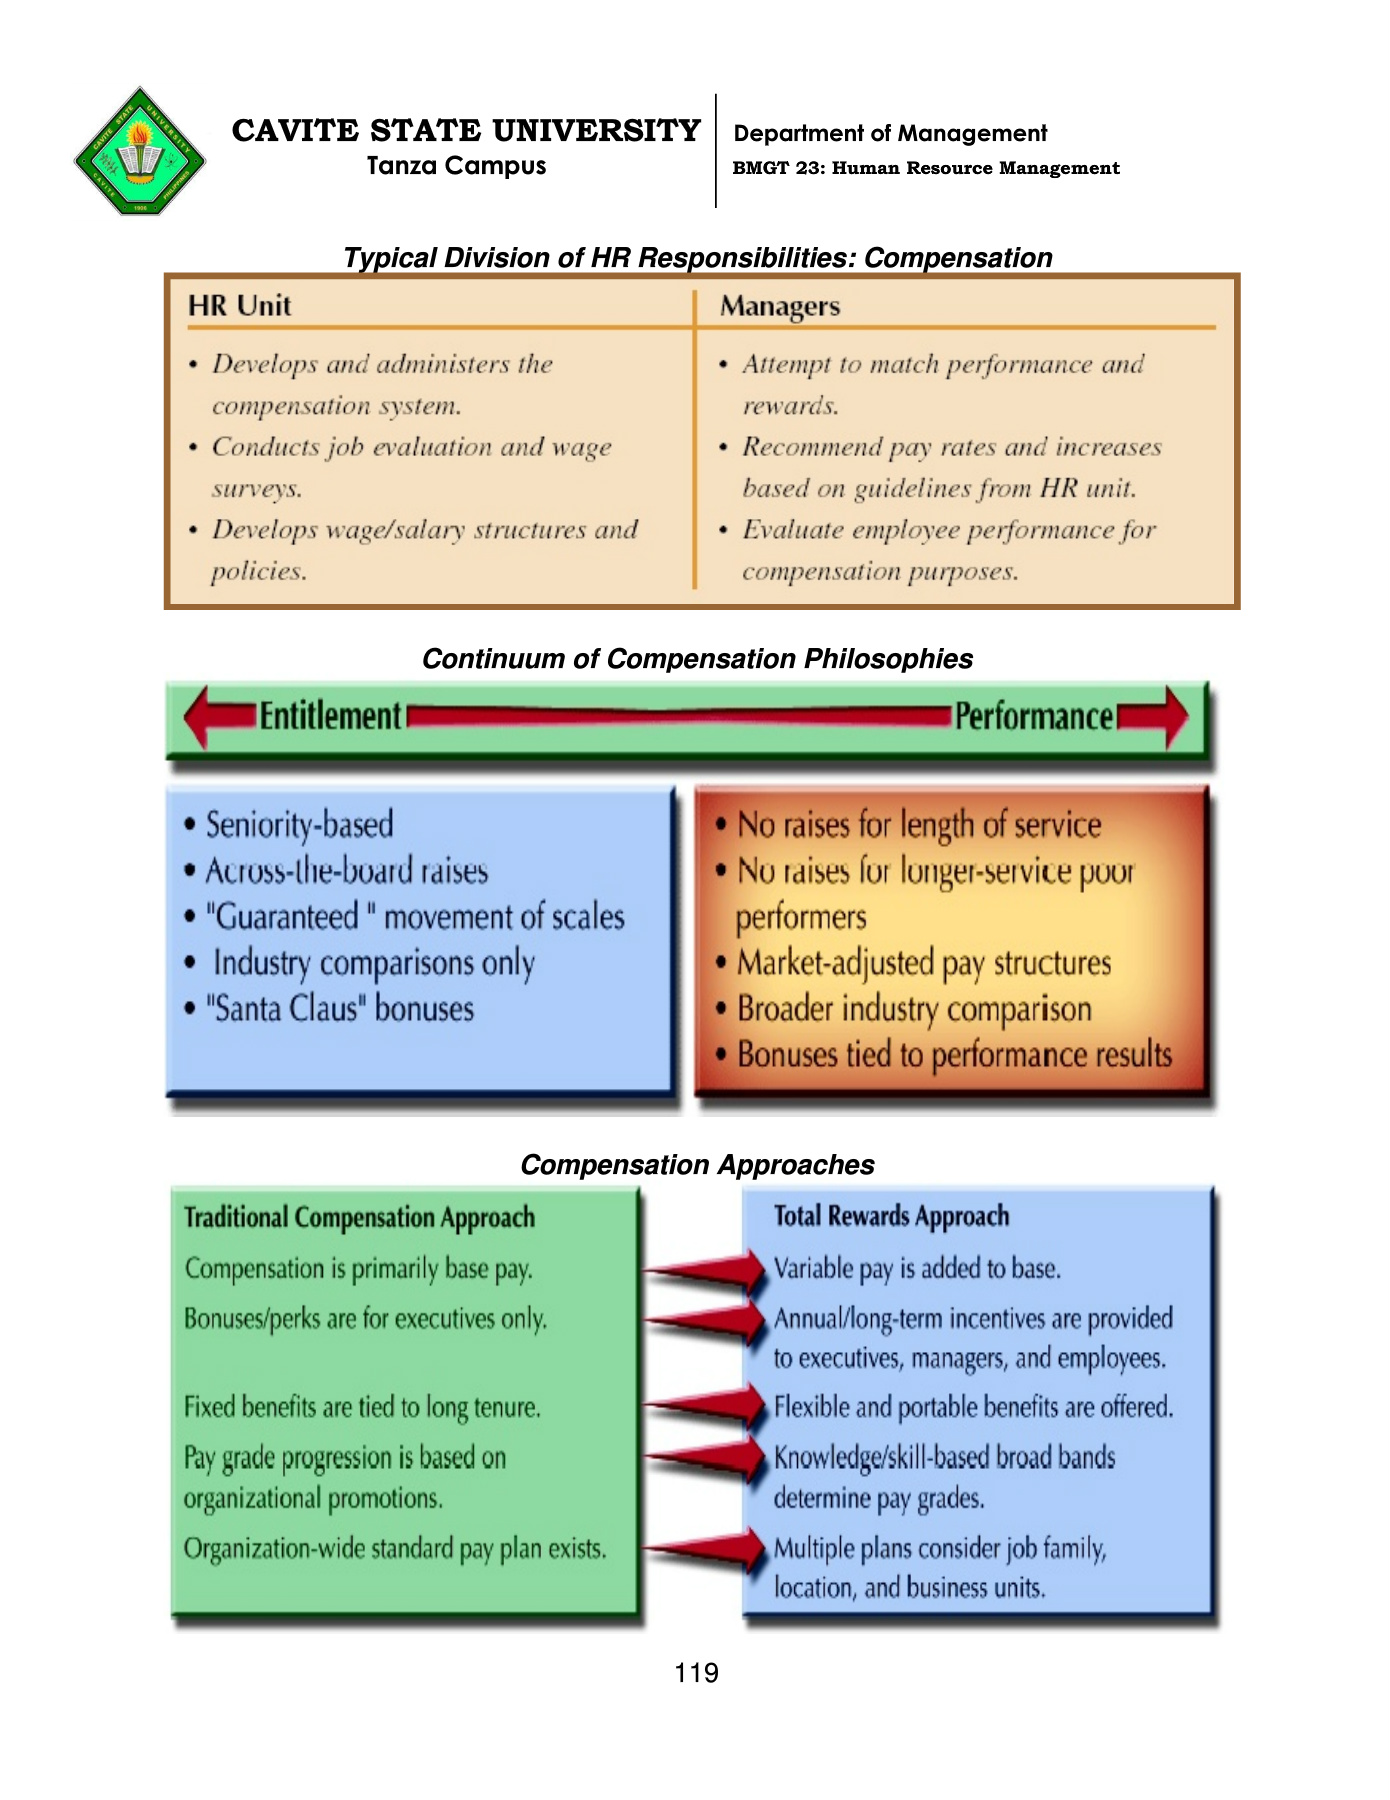 CAVITE STATE UNIVERSITY
Tanza Campus
Department of Management
BMGT 23: Human Resource Management
CAVITE STATE UNIVERSITY
CAVITE
PHILIPPINES
1906
Typical Division of HR Responsibilities: Compensation
HR Unit
• Develops and administers the
compensation system.
• Conducts job evaluation and wage
surveys.
• Develops wage/salary structures and
policies.
Managers
• Attempt to match performance and
rewards.
• Recommend pay rates and increases
based on guidelines from HR unit.
• Evaluate employee performance for
compensation purposes.
Continuum of Compensation Philosophies
Entitlement
Performance
• Seniority-based
• Across-the-board raises
• "Guaranteed " movement of scales
• Industry comparisons only
• "Santa Claus" bonuses
• No raises for length of service
• No raises for longer-service poor
performers
• Market-adjusted pay structures
• Broader industry comparison
• Bonuses tied to performance results
Compensation Approaches
Traditional Compensation Approach
Compensation is primarily base pay.
Bonuses/perks are for executives only.
Fixed benefits are tied to long tenure.
Pay grade progression is based on
organizational promotions.
Organization-wide standard pay plan exists.
Total Rewards Approach
Variable pay is added to base.
Annual/long-term incentives are provided
to executives, managers, and employees.
Flexible and portable benefits are offered.
Knowledge/skill-based broad bands
determine pay grades.
Multiple plans consider job family,
location, and business units.
119